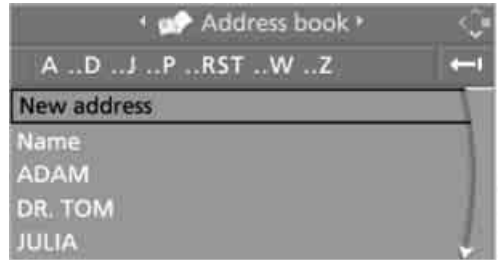 Address book
A ..D ..J ..P ..RST ..W ..Z
New address
Name
ADAM
DR. TOM
JULIA